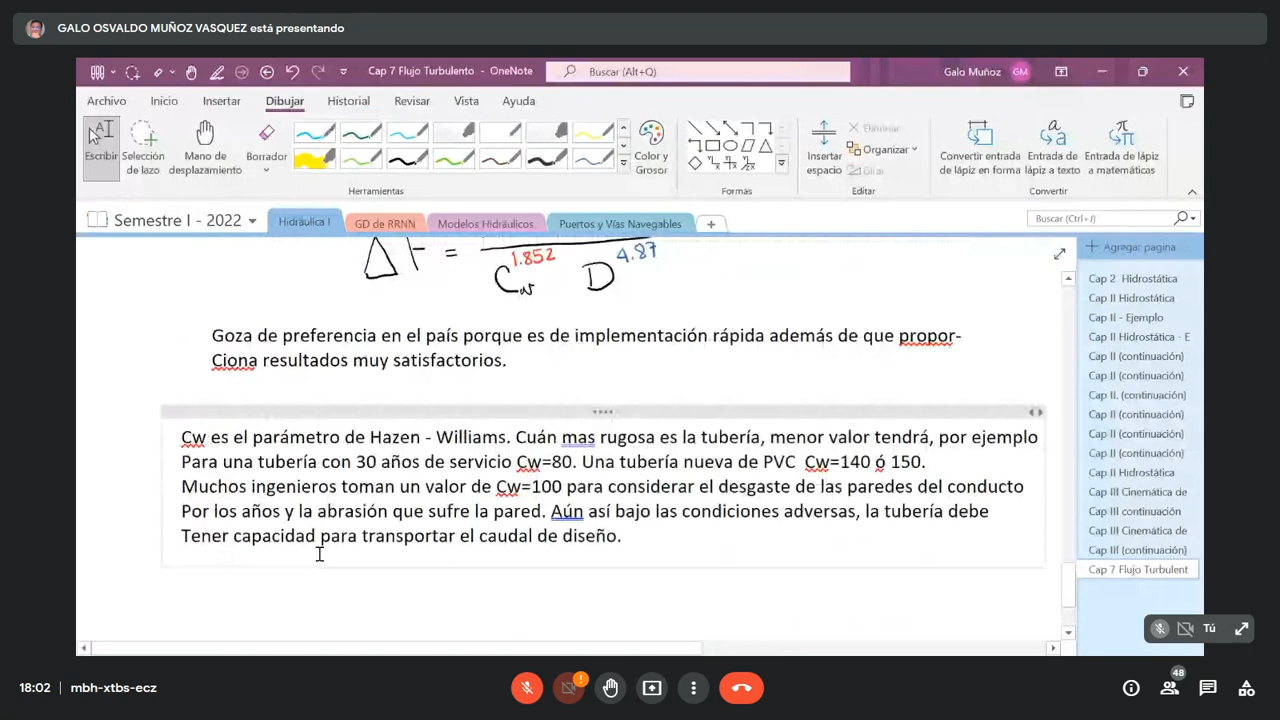 GALO OSVALDO MUÑOZ VASQUEZ está presentando
Cap 7 Flujo Turbulento - OneNote
Buscar (Alt+Q)
Galo Muñoz GM
Archivo Inicio Insertar Dibujar Historial Revisar Vista Ayuda
Escribir
Selección de lazo
Mano de desplazamiento
Borrador
Color y Grosor
Insertar espacio
Eliminar
Organizar
Girar
Convertir entrada de lápiz en forma
Entrada de lápiz a texto
Entrada de lápiz a matemáticas
Herramientas Formas Editar Convertir
Semestre I - 2022 Hidráulica I GD de RRNN Modelos Hidráulicos Puertos y Vías Navegables
Buscar (Ctrl+J)
=
1.852 4.87
Cw D
Goza de preferencia en el país porque es de implementación rápida además de que propor-
Ciona resultados muy satisfactorios.
Cw es el parámetro de Hazen - Williams. Cuán mas rugosa es la tubería, menor valor tendrá, por ejemplo
Para una tubería con 30 años de servicio Cw=80. Una tubería nueva de PVC Cw=140 ó 150.
Muchos ingenieros toman un valor de Cw=100 para considerar el desgaste de las paredes del conducto
Por los años y la abrasión que sufre la pared. Aún así bajo las condiciones adversas, la tubería debe
Tener capacidad para transportar el caudal de diseño.
Agregar pagina
Cap 2 Hidrostática
Cap II Hidrostática
Cap II - Ejemplo
Cap II Hidrostática - E
Cap II (continuación)
Cap II (continuación)
Cap II. (continuación)
Cap II (continuación)
Cap II (continuación)
Cap II (continuación)
Cap II Hidrostática
Cap III Cinemática de
Cap III continuación
Cap III Cinemática de
Cap III (continuación)
Cap 7 Flujo Turbulent
Tú
18:02 mbh-xtbs-ecz
48